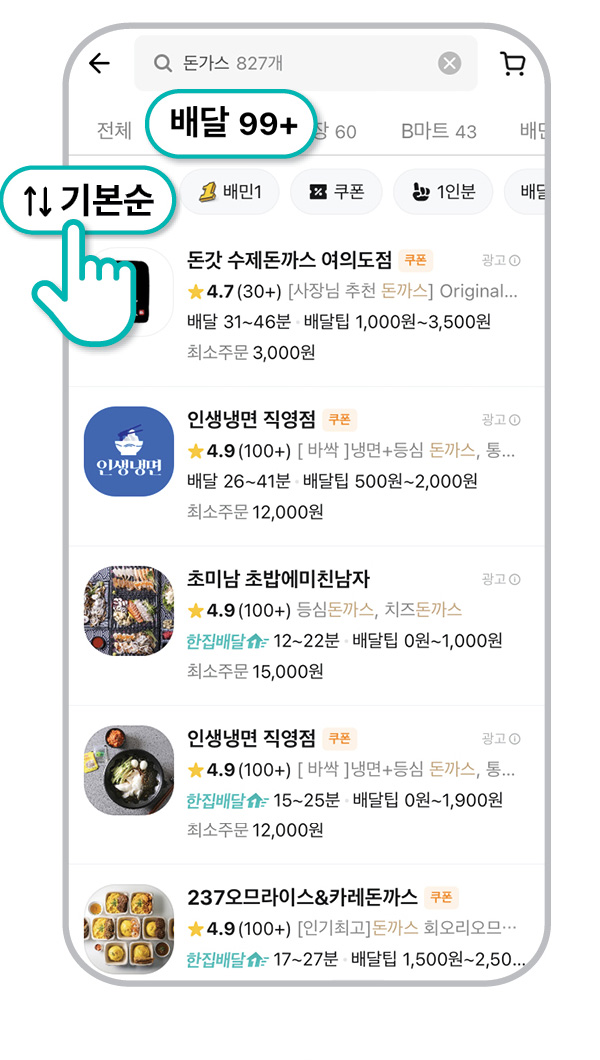 돈가스 827개
전체 배달 99+ 장 60 B마트 43 배민
기본순 배민1 쿠폰 1인분 배달
돈갓 수제돈까스 여의도점 쿠폰 광고
4.7(30+) [사장님 추천 돈까스] Original...
배달 31~46분 · 배달팁 1,000원~3,500원
최소주문 3,000원
인생냉면 직영점 쿠폰 광고
인생냉면
4.9(100+) [ 바싹 ]냉면+등심 돈까스, 통...
배달 26~41분 · 배달팁 500원~2,000원
최소주문 12,000원
초미남 초밥에미친남자 광고
4.9(100+) 등심돈까스, 치즈돈까스
한집배달1 12~22분 · 배달팁 0원~1,000원
최소주문 15,000원
인생냉면 직영점 쿠폰 광고
4.9(100+) [ 바싹 ]냉면+등심 돈까스, 통...
한집배달1 15~25분 · 배달팁 0원~1,900원
최소주문 12,000원
237오므라이스&카레돈까스 쿠폰
4.9(100+) [인기최고]돈까스 회오리오므...
한집배달1 17~27분 · 배달팁 1,500원~2,50...